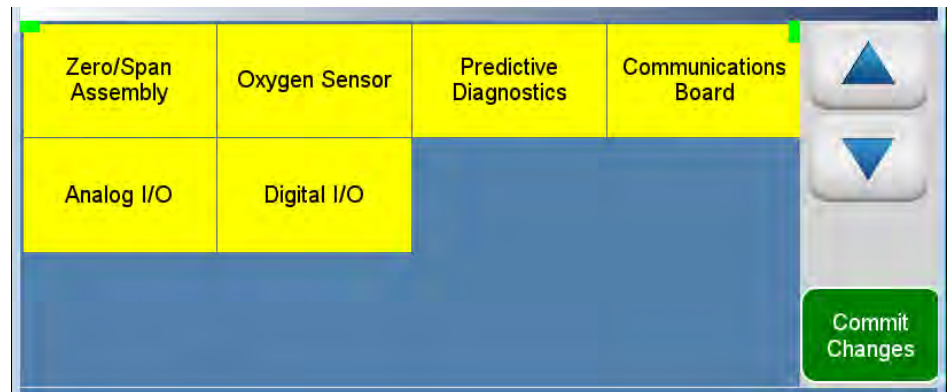 Zero/Span
Assembly
Oxygen Sensor
Predictive
Diagnostics
Communications
Board
Analog I/O
Digital I/O
Commit
Changes